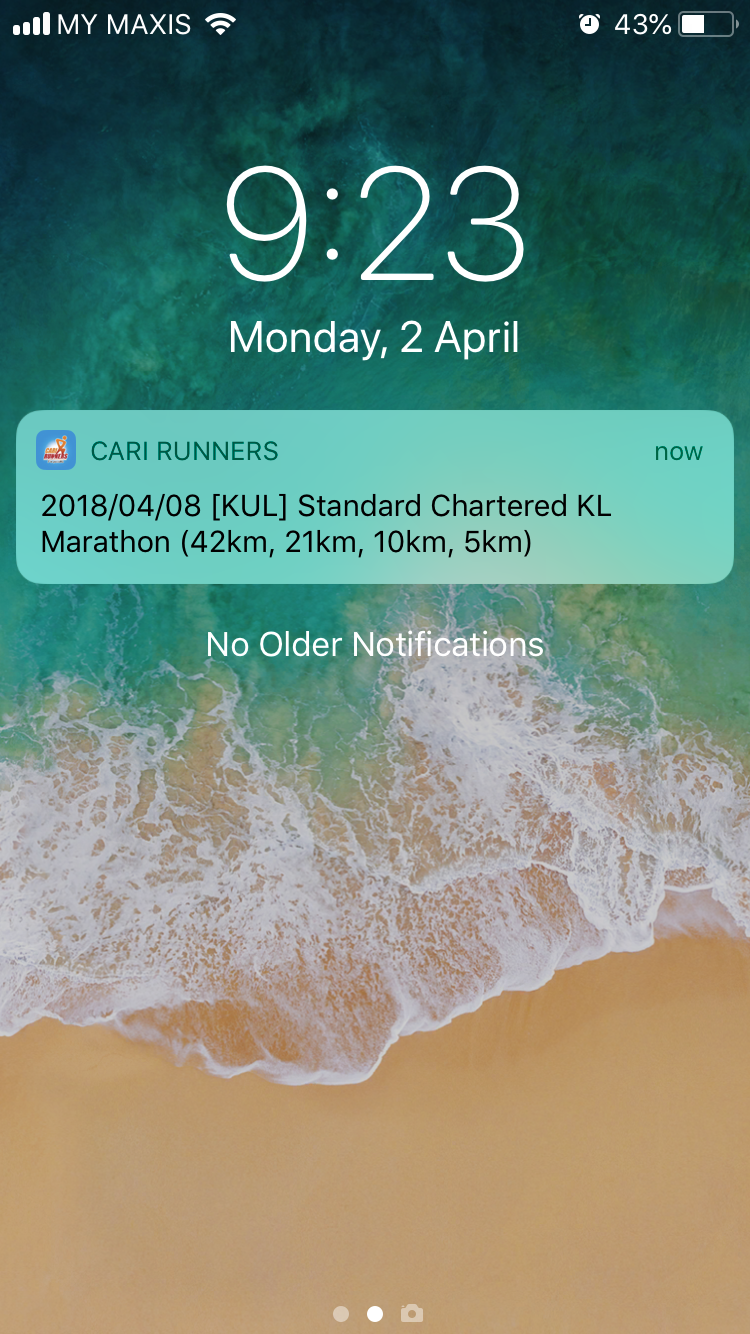 MY MAXIS 43%
9:23
Monday, 2 April
CARI RUNNERS now
2018/04/08 [KUL] Standard Chartered KL
Marathon (42km, 21km, 10km, 5km)
No Older Notifications